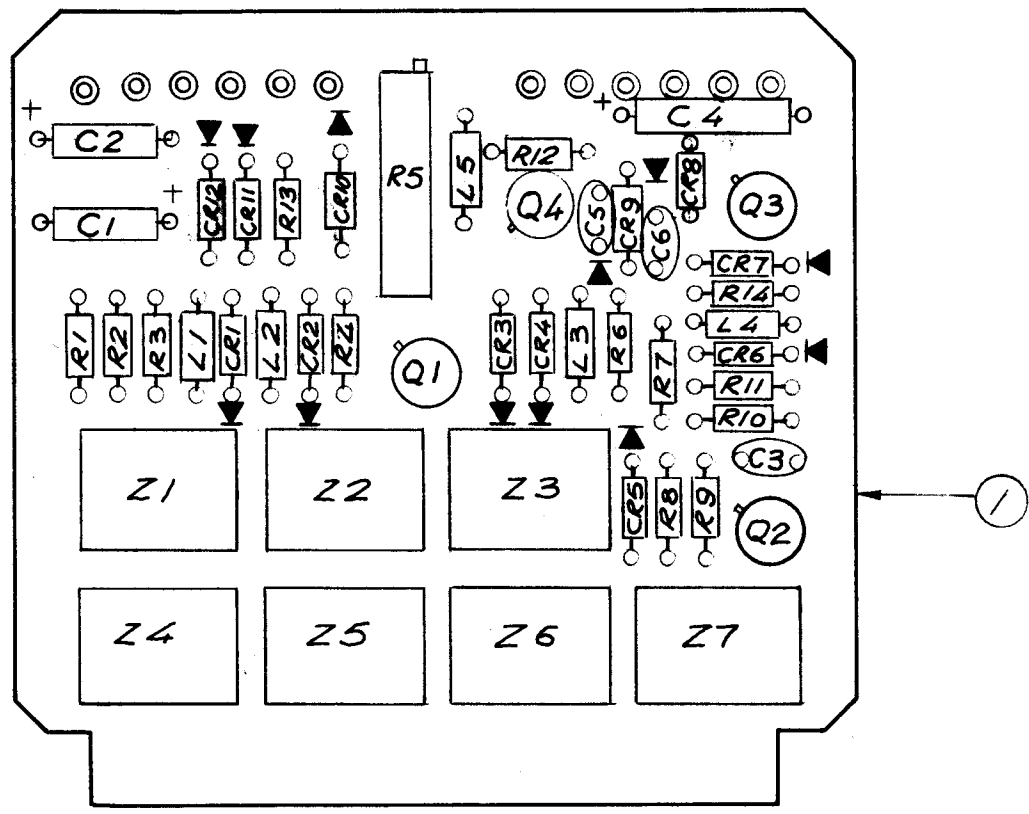 +
+
C4
C2
R5
L5
R12
CR8
+
CR12
CR11
R13
CR10
Q4
C5
CR9
C6
Q3
C1
CR7
R14
R1
R2
R3
L1
CR1
L2
CR2
R4
Q1
CR3
CR4
L3
R6
R7
L4
CR6
R11
R10
C3
Z1
Z2
Z3
CR5
R8
R9
Q2
1
Z4
Z5
Z6
Z7